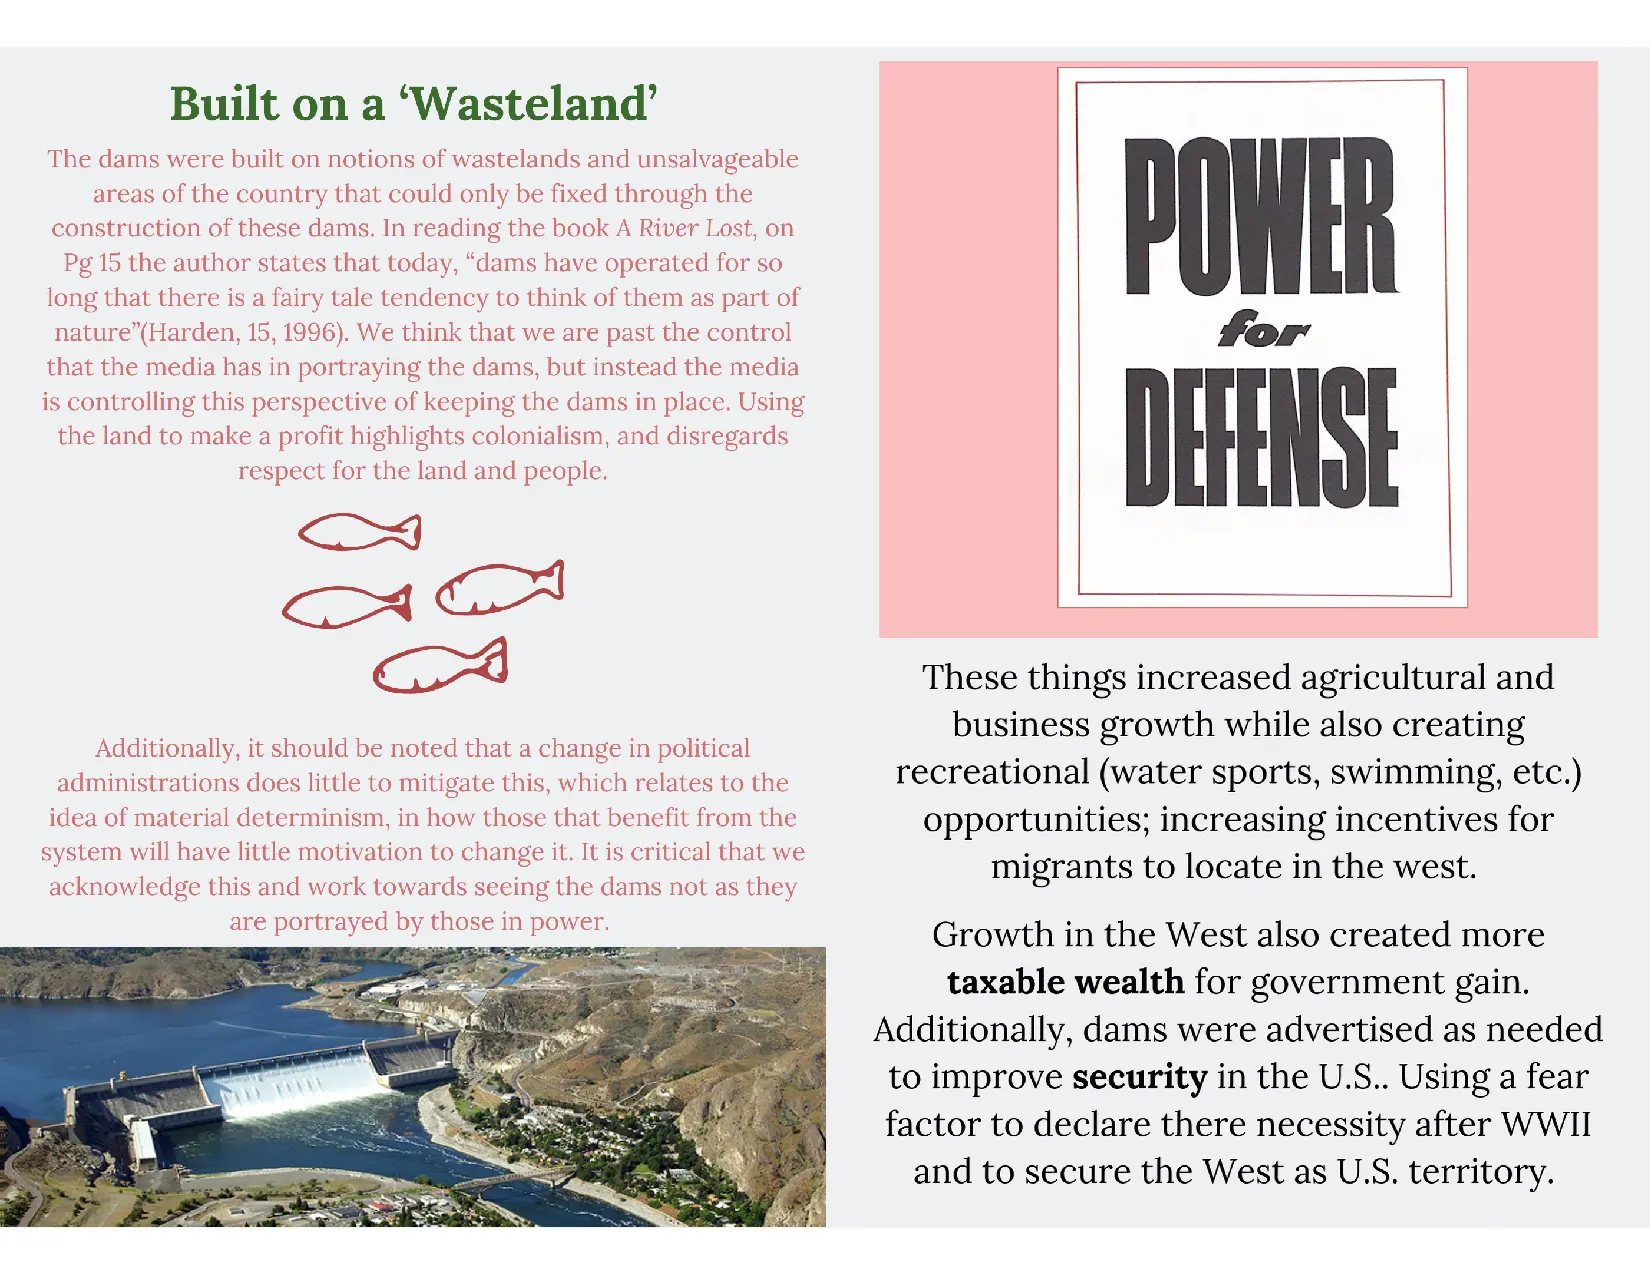 Built on a ‘Wasteland’
The dams were built on notions of wastelands and unsalvageable
areas of the country that could only be fixed through the
construction of these dams. In reading the book A River Lost, on
Pg 15 the author states that today, “dams have operated for so
long that there is a fairy tale tendency to think of them as part of
nature”(Harden, 15, 1996). We think that we are past the control
that the media has in portraying the dams, but instead the media
is controlling this perspective of keeping the dams in place. Using
the land to make a profit highlights colonialism, and disregards
respect for the land and people.
Additionally, it should be noted that a change in political
administrations does little to mitigate this, which relates to the
idea of material determinism, in how those that benefit from the
system will have little motivation to change it. It is critical that we
acknowledge this and work towards seeing the dams not as they
are portrayed by those in power.
POWER
for
DEFENSE
These things increased agricultural and
business growth while also creating
recreational (water sports, swimming, etc.)
opportunities; increasing incentives for
migrants to locate in the west.
Growth in the West also created more
taxable wealth for government gain.
Additionally, dams were advertised as needed
to improve security in the U.S.. Using a fear
factor to declare there necessity after WWII
and to secure the West as U.S. territory.